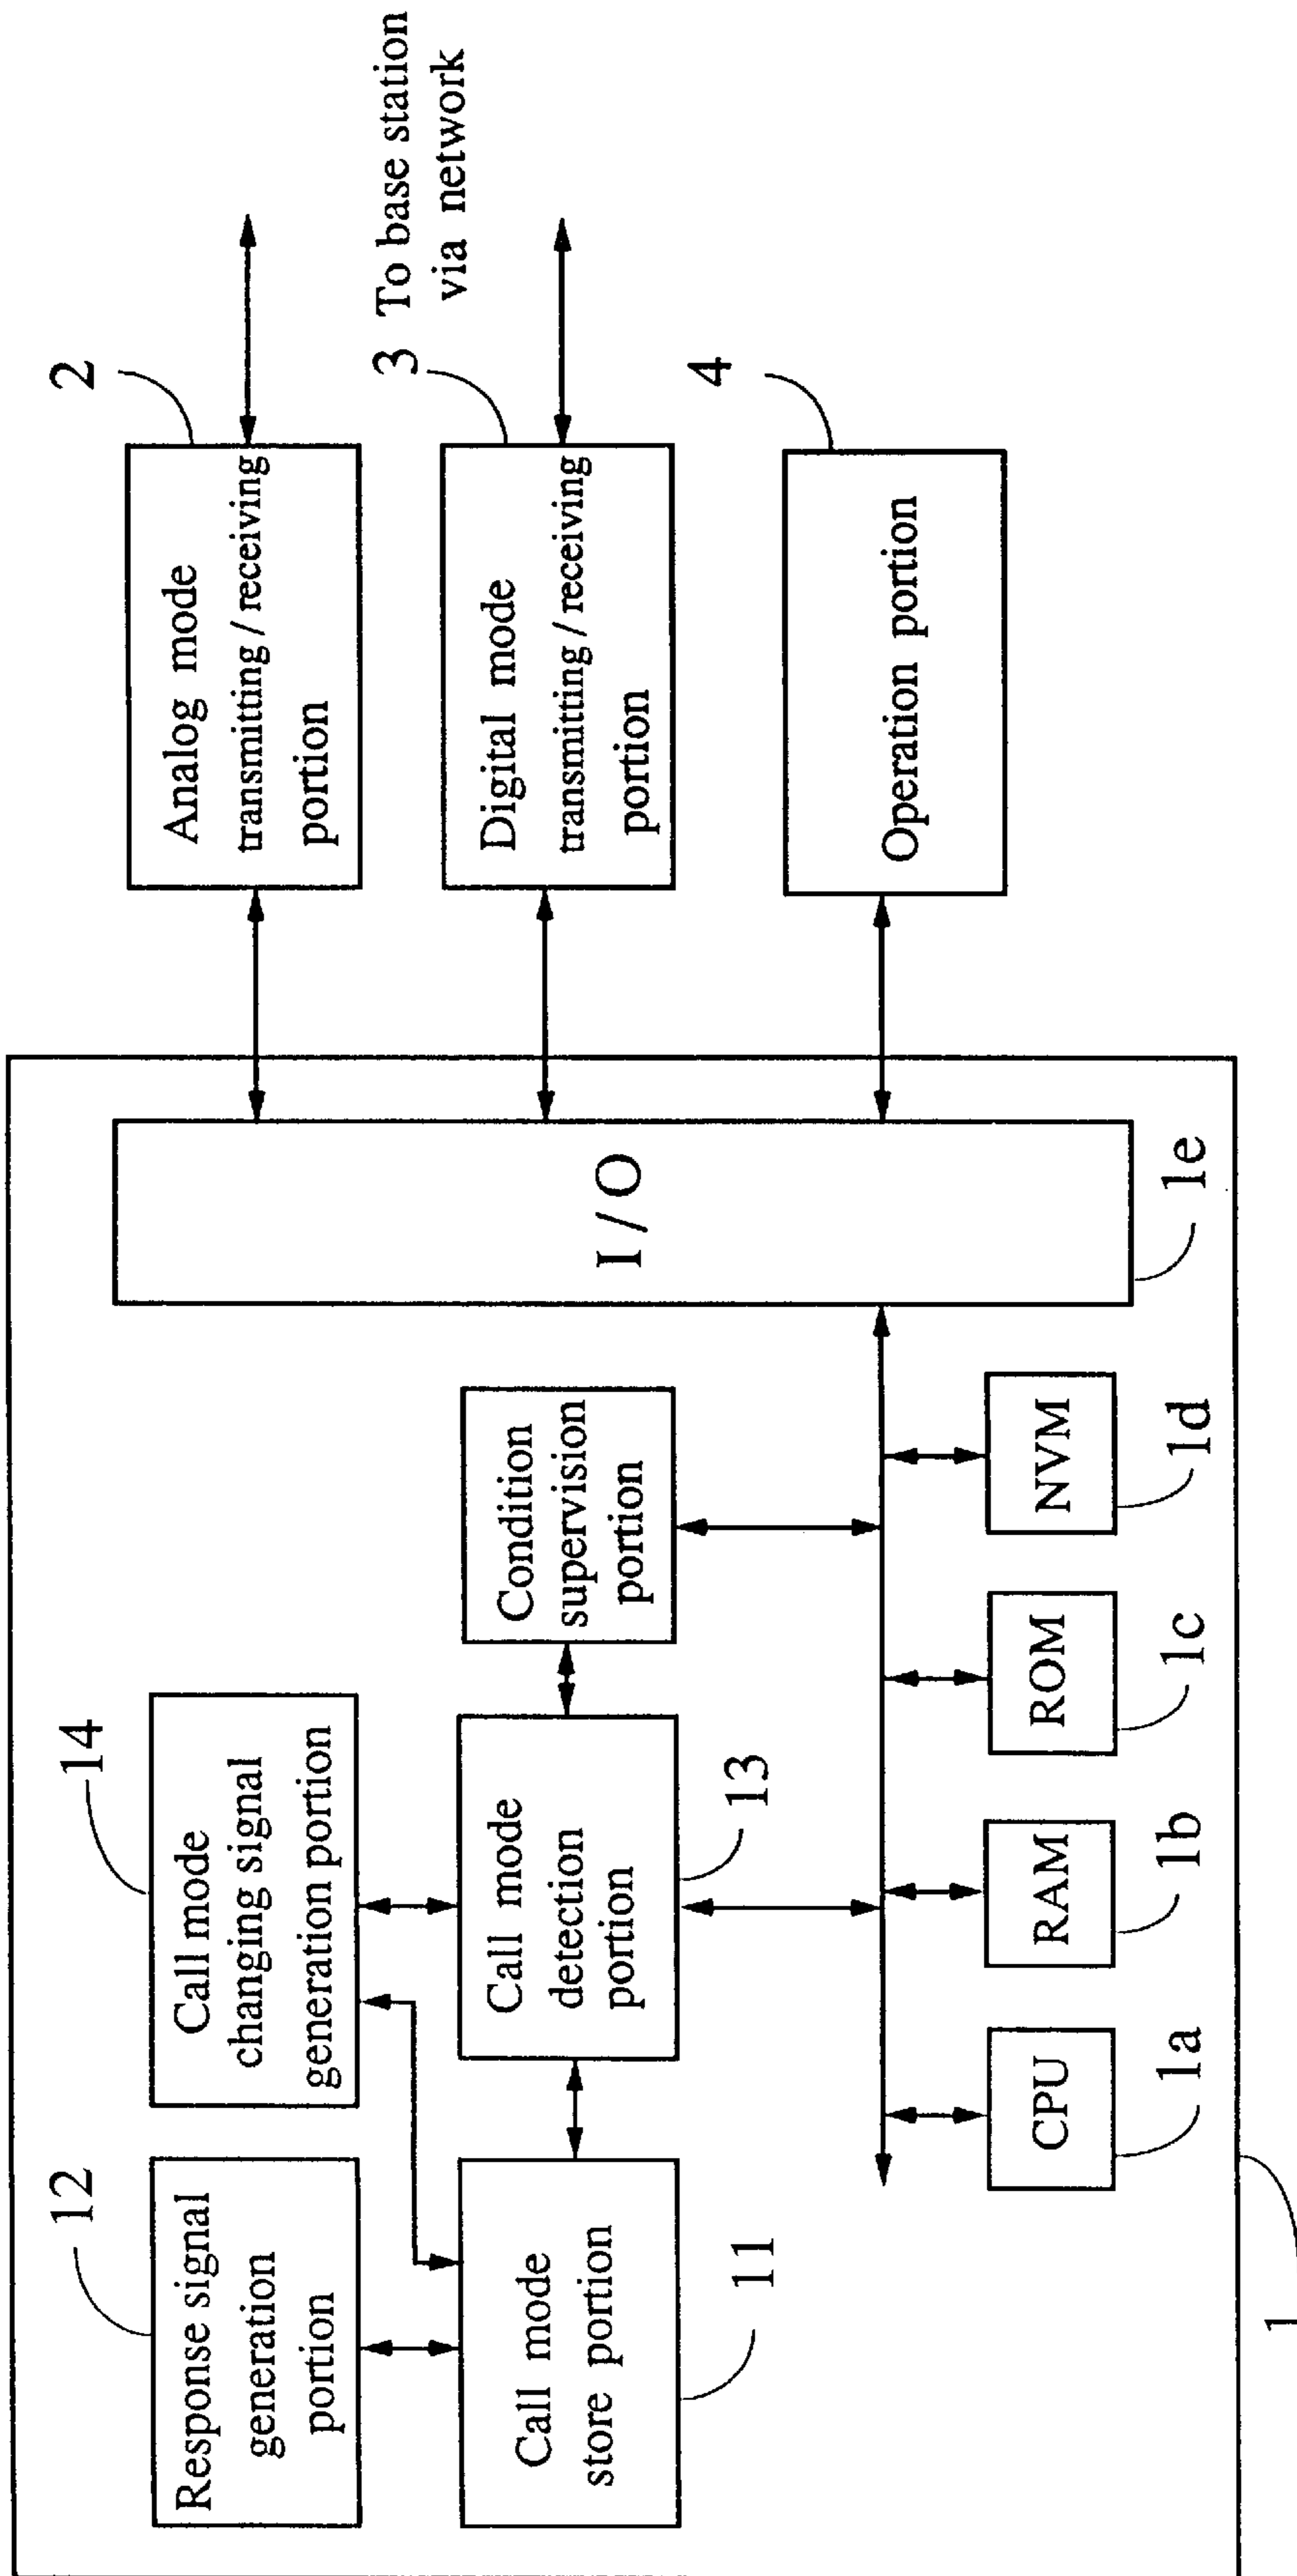 12
Response signal
generation
portion
14
Call mode
changing signal
generation portion
Call mode
store portion
11
Call mode
detection
portion
13
Condition
supervision
portion
CPU
1a
RAM
1b
ROM
1c
NVM
1d
I / O
1e
1
2
Analog mode
transmitting / receiving
portion
3
To base station
via network
Digital mode
transmitting / receiving
portion
4
Operation portion